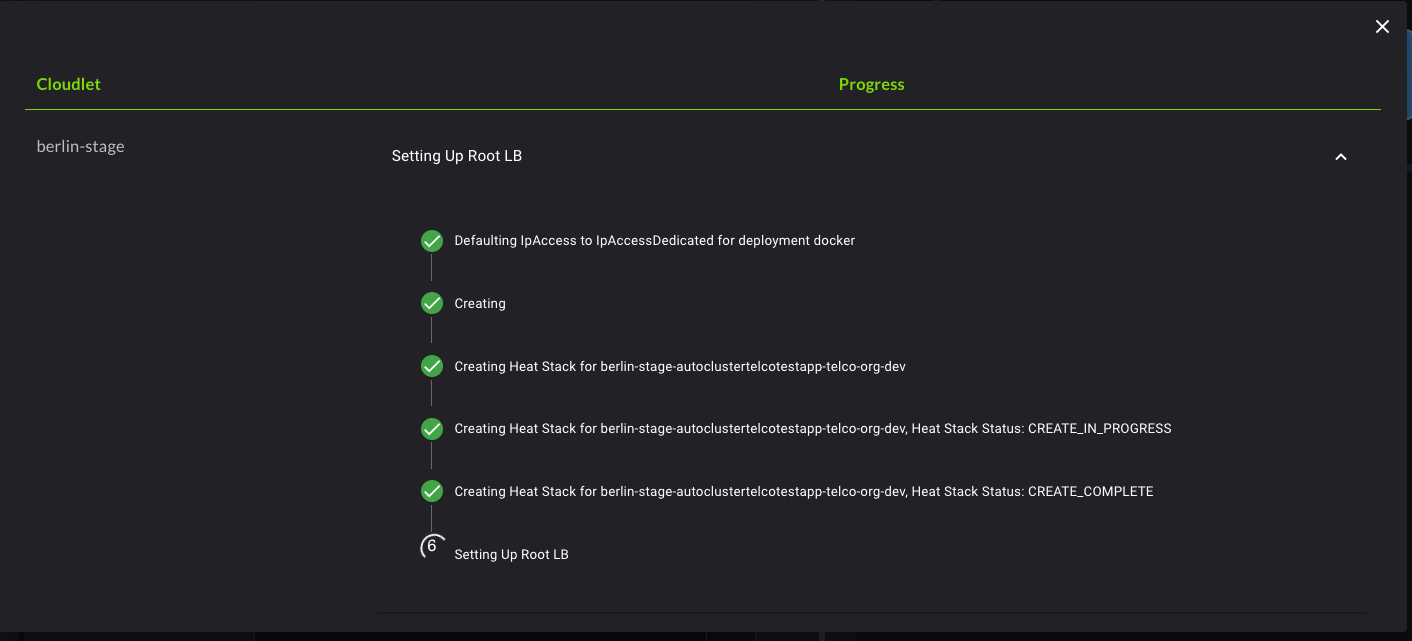 Cloudlet
Progress
berlin-stage
Setting Up Root LB
Defaulting IpAccess to IpAccessDedicated for deployment docker
Creating
Creating Heat Stack for berlin-stage-autoclustertelcotestapp-telco-org-dev
Creating Heat Stack for berlin-stage-autoclustertelcotestapp-telco-org-dev, Heat Stack Status: CREATE_IN_PROGRESS
Creating Heat Stack for berlin-stage-autoclustertelcotestapp-telco-org-dev, Heat Stack Status: CREATE_COMPLETE
6
Setting Up Root LB